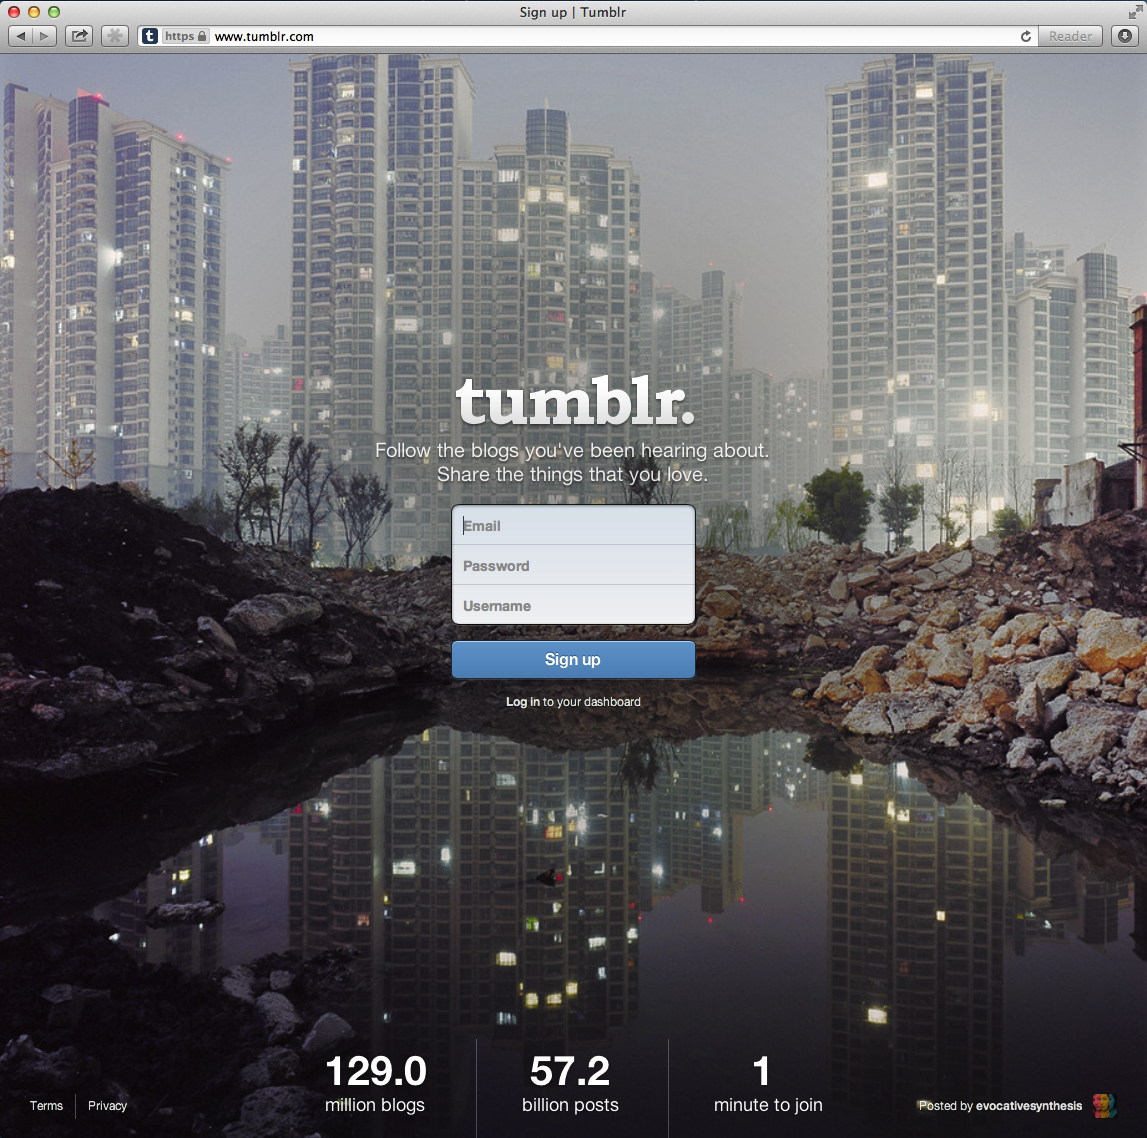 Sign up | Tumblr
https www.tumblr.com
Reader
tumblr.
Follow the blogs you've been hearing about.
Share the things that you love.
Email
Password
Username
Sign up
Log in to your dashboard
129.0
million blogs
57.2
billion posts
1
minute to join
Terms
Privacy
Posted by evocativesynthesis